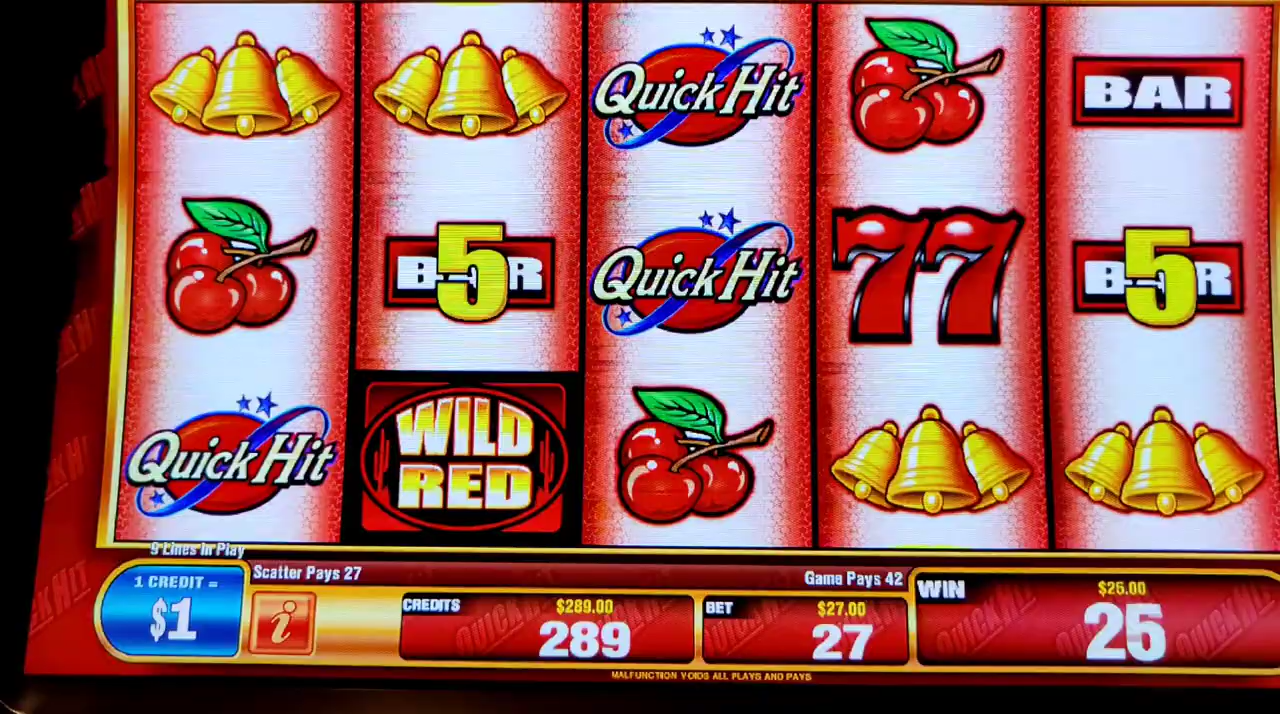 Quick Hit
BAR
Quick Hit
77
B5R
B5R
Quick Hit
WILD
RED
9 Lines In Play
1 CREDIT =
$1
Scatter Pays 27
i
CREDITS
$289.00
289
Game Pays 42
BET
$27.00
27
WIN
25
MALFUNCTION VOIDS ALL PLAYS AND PAYS